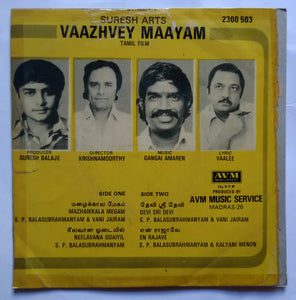 SURESH ARTS
VAAZHVEY MAAYAM
2300 503
TAMIL FILM
PRODUCER
SURESH BALAJE
DIRECTOR
KRISHNAMOORTHY
MUSIC
GANGAI AMAREN
LYRIC
VAALEE
SIDE ONE
மழைக்கால மேகம்
MAZHAIKKALA MEGAM
S. P. BALASUBRAHMANYAM & VANI JAIRAM
நீலவான ஓடையில்
NEELAVANA ODAIYIL
S. P. BALASUBRAHMANYAM
SIDE TWO
தேவி ஸ்ரீ தேவி
DEVI SRI DEVI
S. P. BALASUBRAHMANYAM & VANI JAIRAM
என் ராஜாவே
EN RAJAVE
S. P. BALASUBRAHMANYAM & KALYANI MENON
AVM
PRODUCED BY
AVM MUSIC SERVICE
MADRAS-26